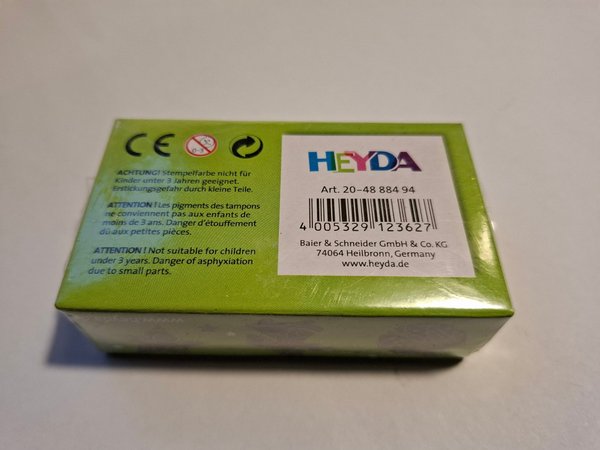 CE
0-3
ACHTUNG! Stempelfarbe nicht für
Kinder unter 3 Jahren geeignet.
Erstickungsgefahr durch kleine Teile.
ATTENTION ! Les pigments des tampons
ne conviennent pas aux enfants de
moins de 3 ans. Danger d'étouffement
dû aux petites pièces.
ATTENTION ! Not suitable for children
under 3 years. Danger of asphyxiation
due to small parts.
HEYDA
Art. 20-48 884 94
4 005329 123627
Baier & Schneider GmbH & Co. KG
74064 Heilbronn, Germany
www.heyda.de